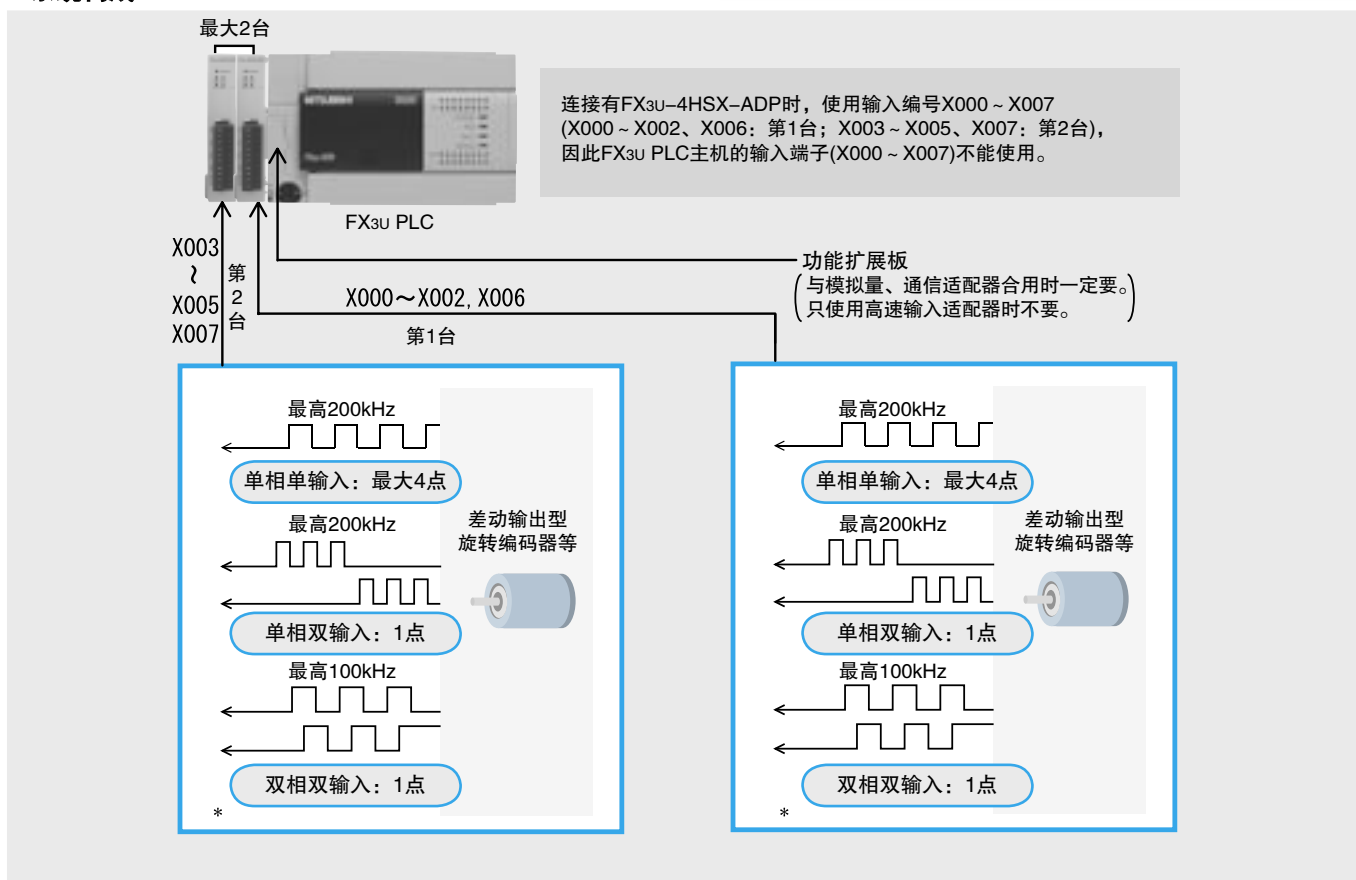 最大2台
MITSUBISHI
连接有FX3U-4HSX-ADP时，使用输入编号X000～X007
(X000～X002、X006：第1台；X003～X005、X007：第2台)，
因此FX3U PLC主机的输入端子(X000～X007)不能使用。
FX3U PLC
X003
～
X005
X007
第2台
X000～X002, X006
第1台
功能扩展板
(与模拟量、通信适配器合用时一定要。
只使用高速输入适配器时不要。)
最高200kHz
单相单输入：最大4点
最高200kHz
差动输出型
旋转编码器等
单相双输入：1点
最高100kHz
双相双输入：1点
*
最高200kHz
单相单输入：最大4点
最高200kHz
差动输出型
旋转编码器等
单相双输入：1点
最高100kHz
双相双输入：1点
*